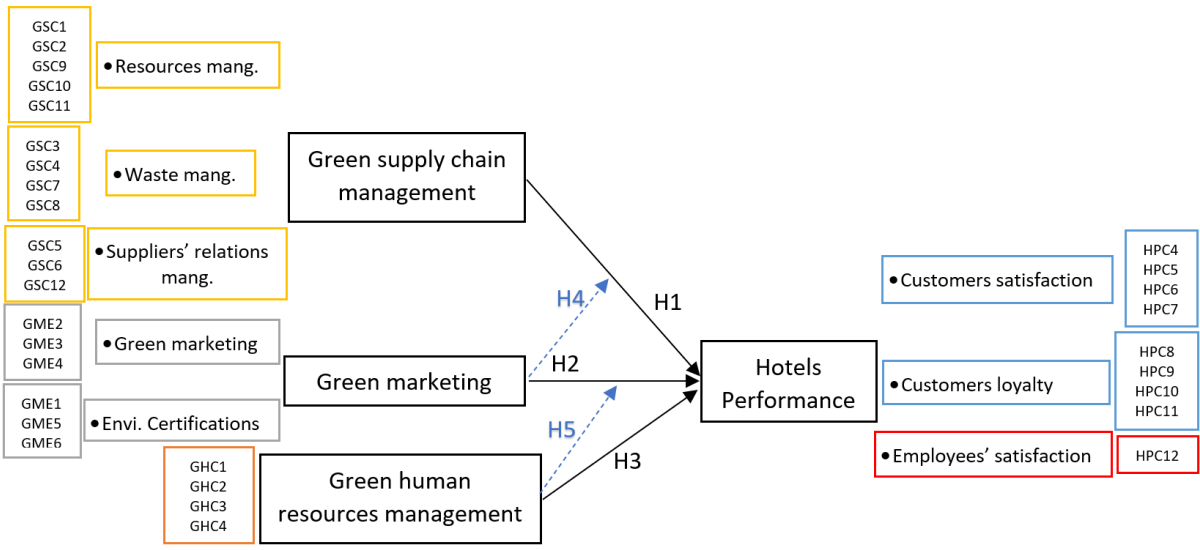 GSC1
GSC2
GSC9
GSC10
GSC11
• Resources mang.
GSC3
GSC4
GSC7
GSC8
• Waste mang.
GSC5
GSC6
GSC12
• Suppliers’ relations
mang.
GME2
GME3
GME4
• Green marketing
GME1
GME5
GME6
• Envi. Certifications
GHC1
GHC2
GHC3
GHC4
Green supply chain
management
Green marketing
Green human
resources management
H1
H4
H2
H5
H3
Hotels
Performance
• Customers satisfaction
HPC4
HPC5
HPC6
HPC7
• Customers loyalty
HPC8
HPC9
HPC10
HPC11
• Employees’ satisfaction
HPC12